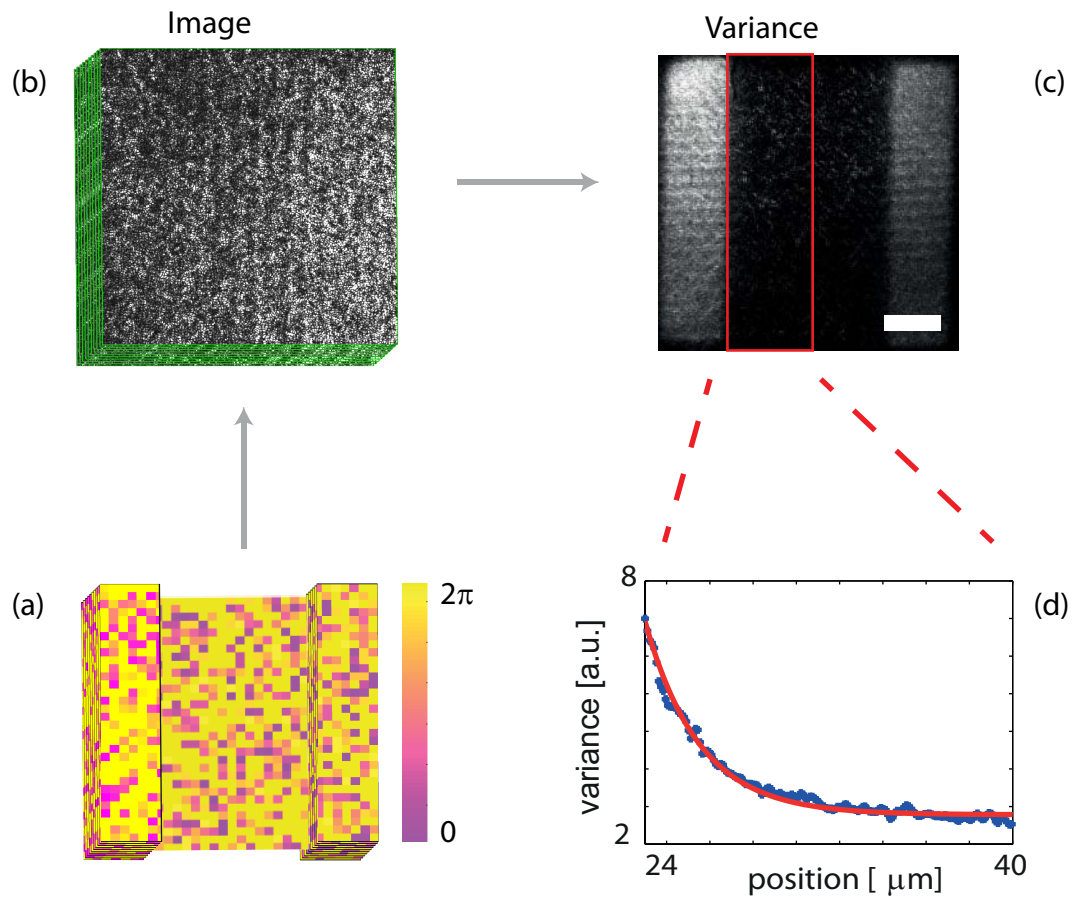 Image
Variance
(b)
(c)
(a)
2π
0
(d)
8
2
variance [a.u.]
24
40
position [ μm]